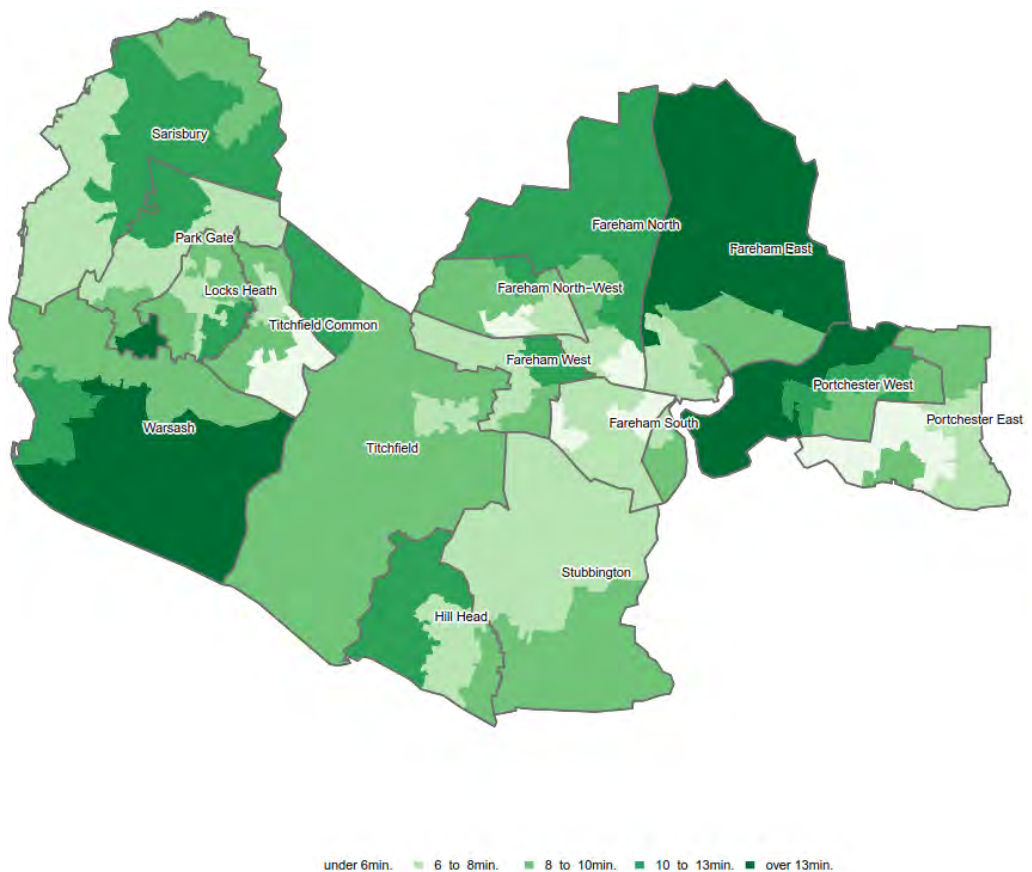 Sarisbury
Fareham North
Park Gate
Fareham East
Locks Heath
Fareham North-West
Titchfield Common
Fareham West
Portchester West
Warsash
Titchfield
Fareham South
Portchester East
Stubbington
Hill Head
under 6min. 6 to 8min. 8 to 10min. 10 to 13min. over 13min.